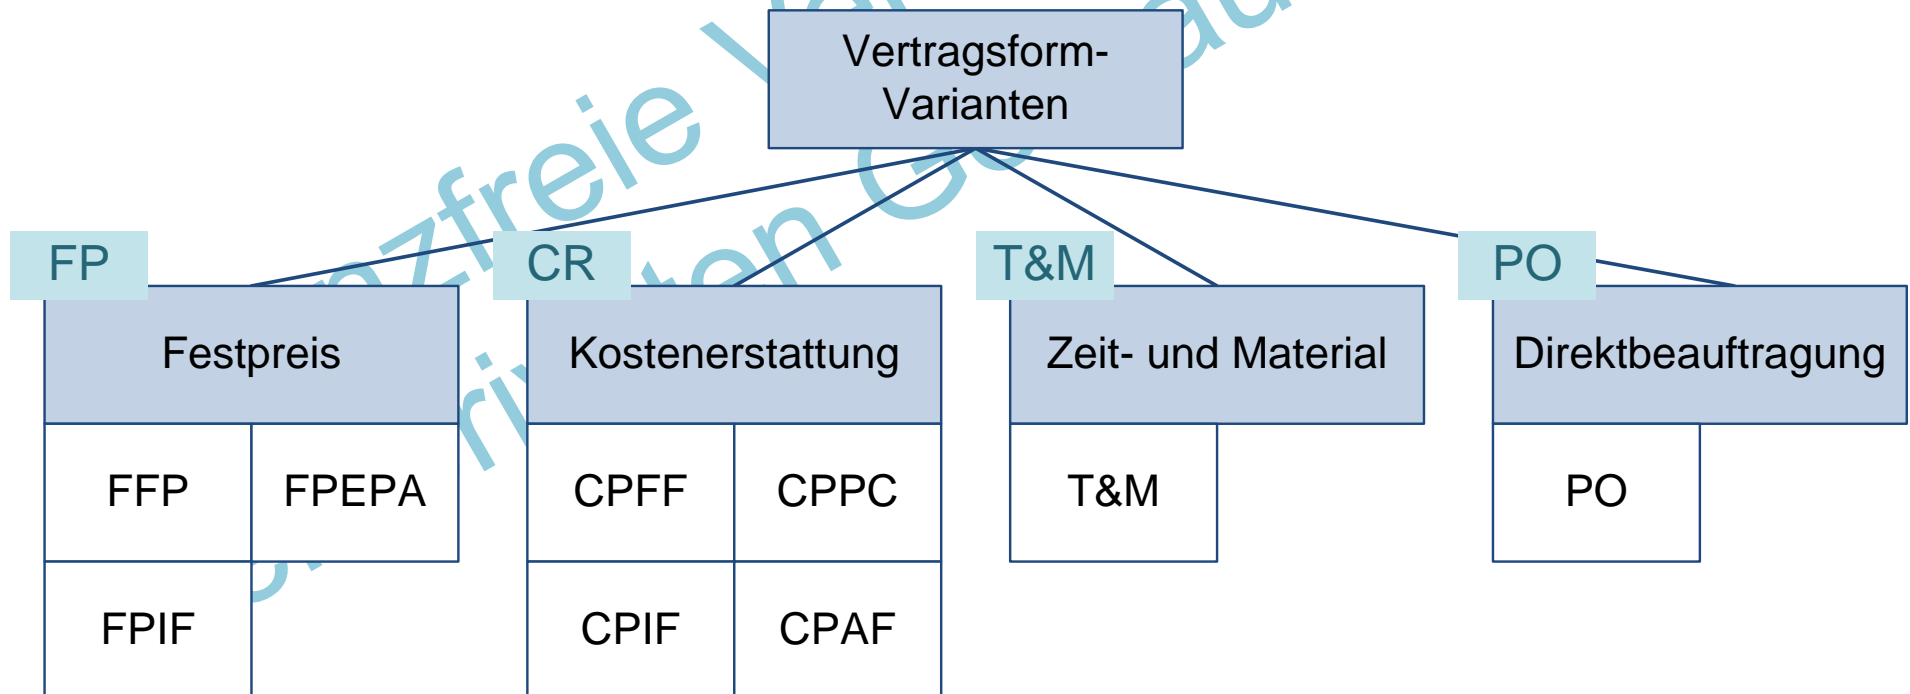 Vertragsform-
Varianten
FP
CR
T&M
PO
Festpreis
Kostenerstattung
Zeit- und Material
Direktbeauftragung
FFP
FPEPA
CPFF
CPPC
T&M
PO
FPIF
CPIF
CPAF